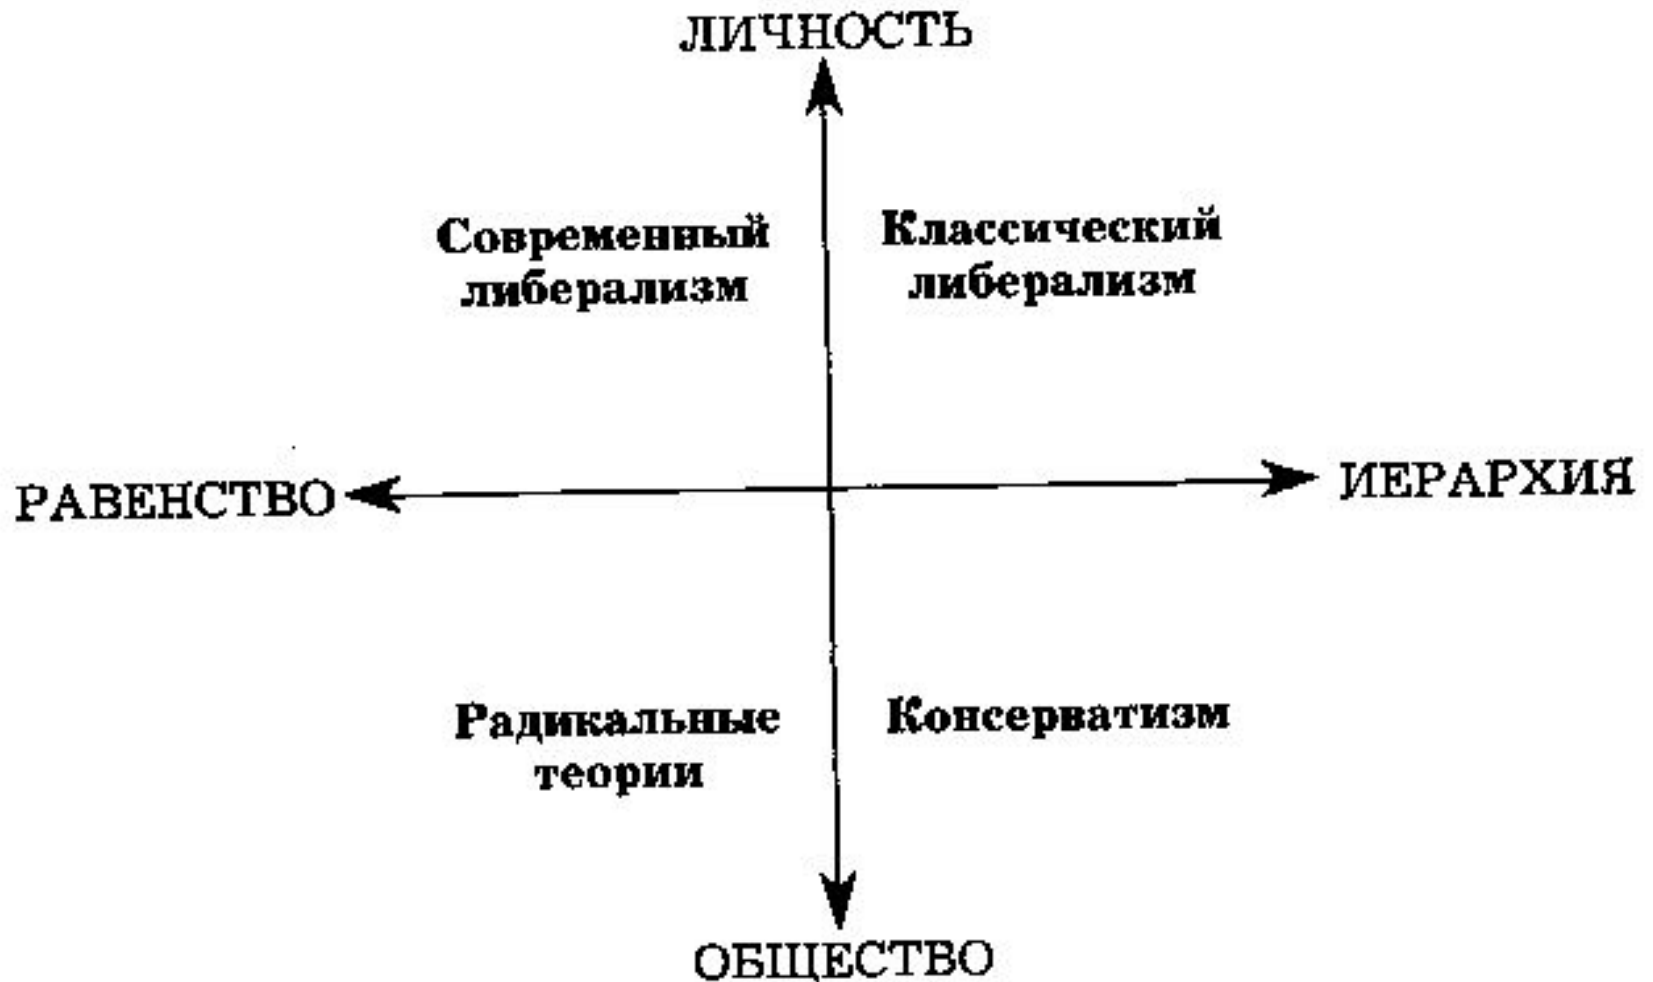 ЛИЧНОСТЬ
Современный
либерализм
Классический
либерализм
РАВЕНСТВО
ИЕРАРХИЯ
Радикальные
теории
Консерватизм
ОБЩЕСТВО